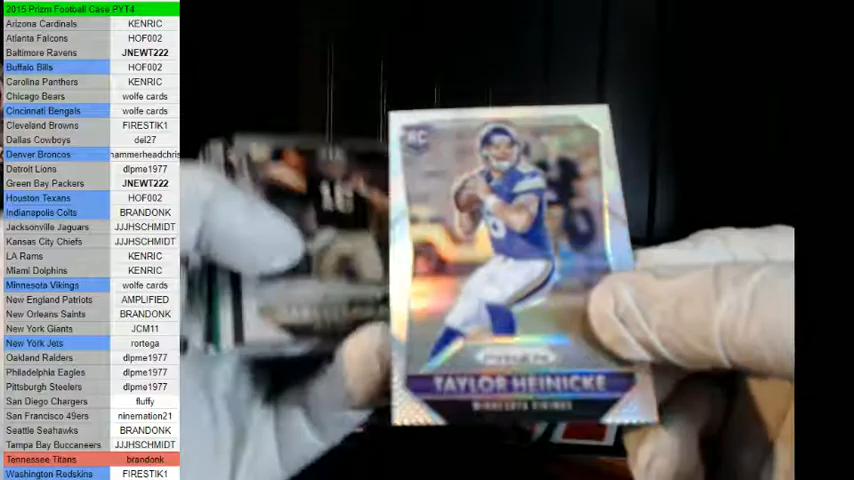 2015 Prizm Football Case PYT4
Arizona Cardinals KENRIC
Atlanta Falcons HOF002
Baltimore Ravens JNEWT222
Buffalo Bills HOF002
Carolina Panthers KENRIC
Chicago Bears wolfe cards
Cincinnati Bengals wolfe cards
Cleveland Browns FIRESTIK1
Dallas Cowboys del27
Denver Broncos hammerheadchris
Detroit Lions dlpme1977
Green Bay Packers JNEWT222
Houston Texans HOF002
Indianapolis Colts BRANDONK
Jacksonville Jaguars JJJHSCHMIDT
Kansas City Chiefs JJJHSCHMIDT
LA Rams KENRIC
Miami Dolphins KENRIC
Minnesota Vikings wolfe cards
New England Patriots AMPLIFIED
New Orleans Saints BRANDONK
New York Giants JCM11
New York Jets rortega
Oakland Raiders dlpme1977
Philadelphia Eagles dlpme1977
Pittsburgh Steelers dlpme1977
San Diego Chargers fluffy
San Francisco 49ers ninernation21
Seattle Seahawks BRANDONK
Tampa Bay Buccaneers JJJHSCHMIDT
Tennessee Titans brandonk
Washington Redskins FIRESTIK1
RC
PRIZM
TAYLOR HEINICKE
MINNESOTA VIKINGS